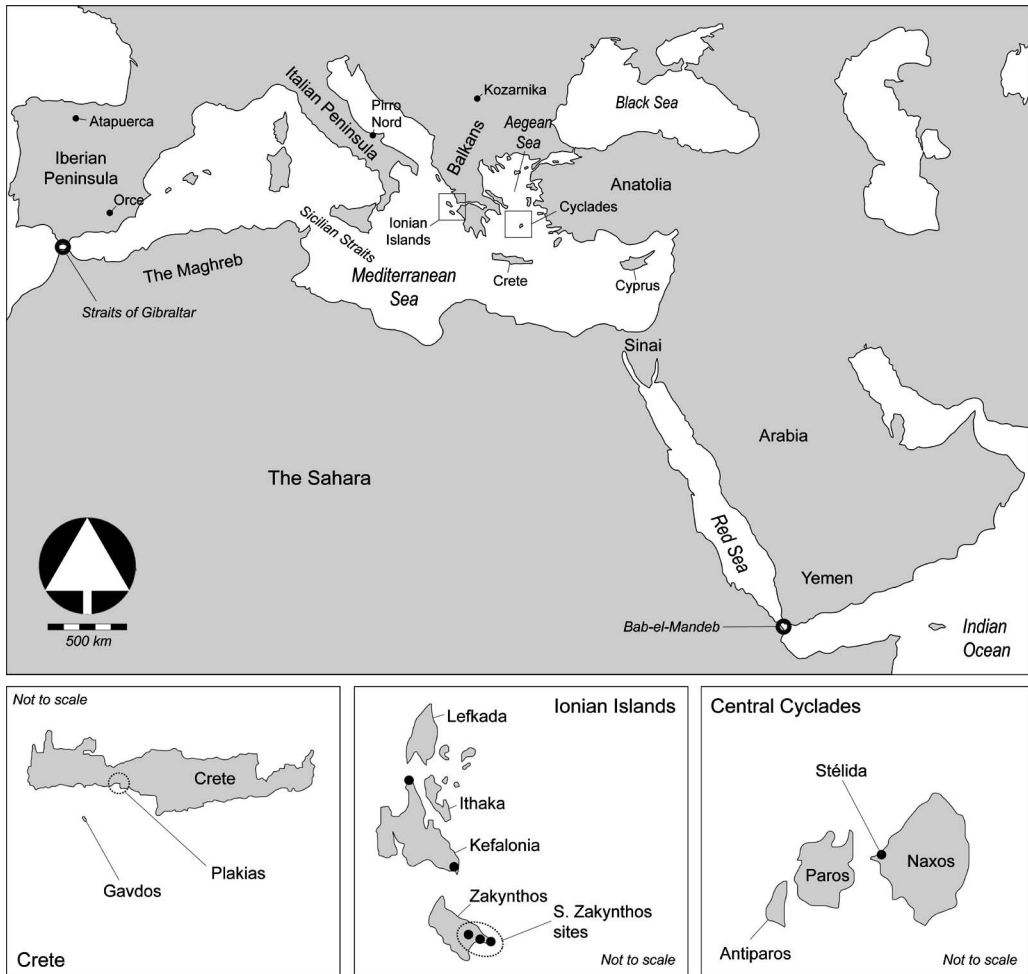 Kozarnika
Black Sea
Italian Peninsula
Pirro
Nord
Balkans
Aegean
Sea
Atapuerca
Iberian
Peninsula
Orce
Anatolia
Ionian
Islands
Cyclades
Sicilian Straits
The Maghreb
Mediterranean
Sea
Crete
Cyprus
Straits of Gibraltar
Sinai
Arabia
The Sahara
Red Sea
Yemen
500 km
Bab-el-Mandeb
Indian
Ocean
Not to scale
Crete
Plakias
Gavdos
Crete
Ionian Islands
Lefkada
Ithaka
Kefalonia
Zakynthos
S. Zakynthos
sites
Not to scale
Central Cyclades
Stélida
Naxos
Paros
Antiparos
Not to scale